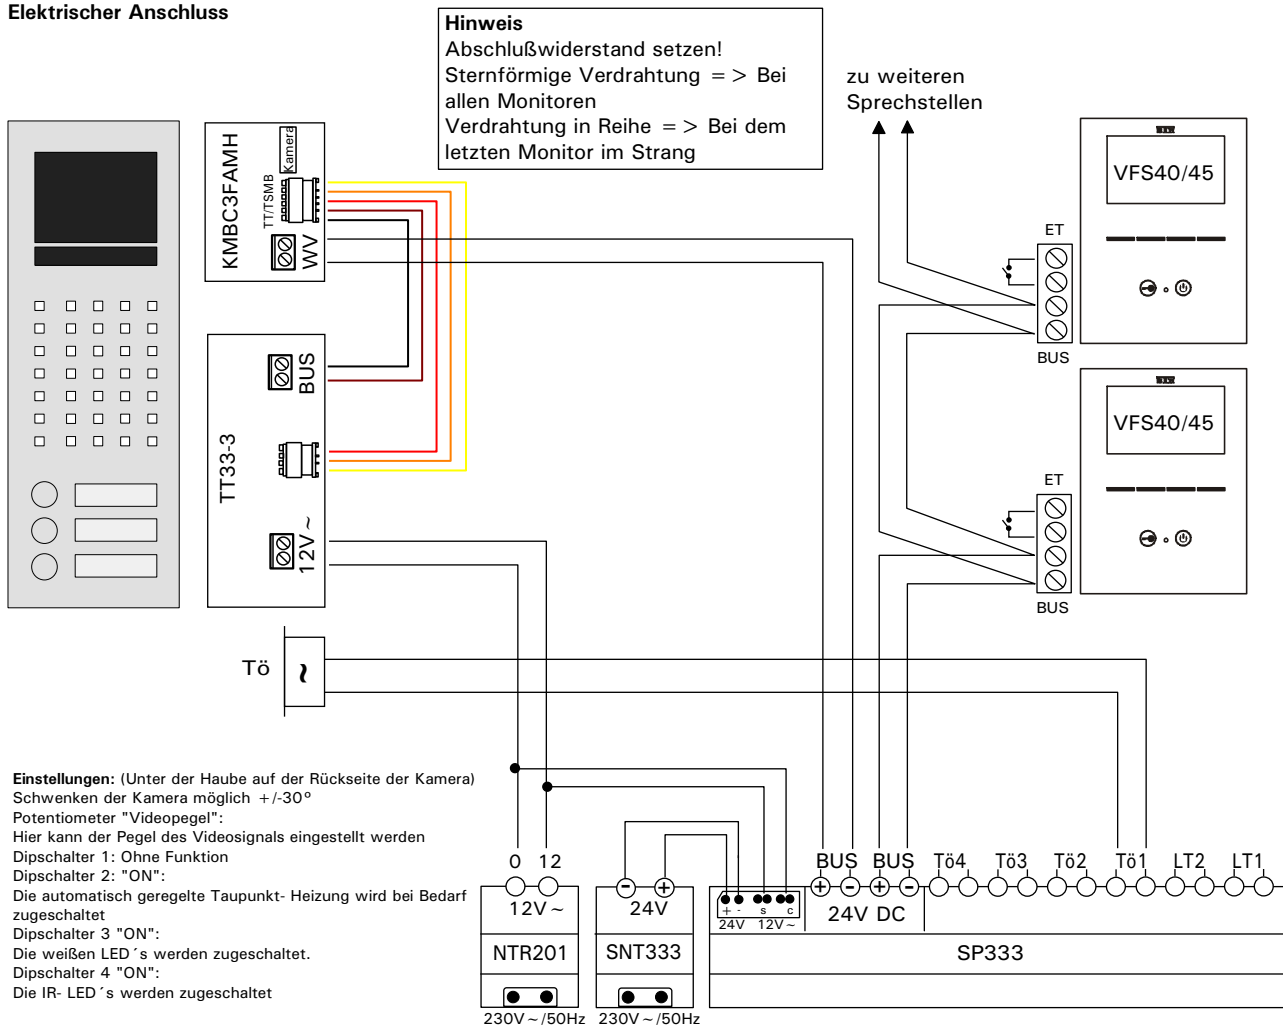 Elektrischer Anschluss
Hinweis
Abschlußwiderstand setzen!
Sternförmige Verdrahtung => Bei
allen Monitoren
Verdrahtung in Reihe => Bei dem
letzten Monitor im Strang
zu weiteren
Sprechstellen
KMBC3FAMH
Kamera
TT/TSMB
WV
VFS40/45
ET
BUS
TT33-3
BUS
12V~
VFS40/45
ET
BUS
Tö
~
Einstellungen: (Unter der Haube auf der Rückseite der Kamera)
Schwenken der Kamera möglich +/-30°
Potentiometer "Videopegel":
Hier kann der Pegel des Videosignals eingestellt werden
Dipschalter 1: Ohne Funktion
Dipschalter 2: "ON":
Die automatisch geregelte Taupunkt- Heizung wird bei Bedarf
zugeschaltet
Dipschalter 3 "ON":
Die weißen LED´s werden zugeschaltet.
Dipschalter 4 "ON":
Die IR- LED´s werden zugeschaltet
0 12
12V~
NTR201
230V~/50Hz
- +
24V
SNT333
230V~/50Hz
+ - s c
24V 12V~
BUS BUS Tö4 Tö3 Tö2 Tö1 LT2 LT1
+ - + -
24V DC
SP333